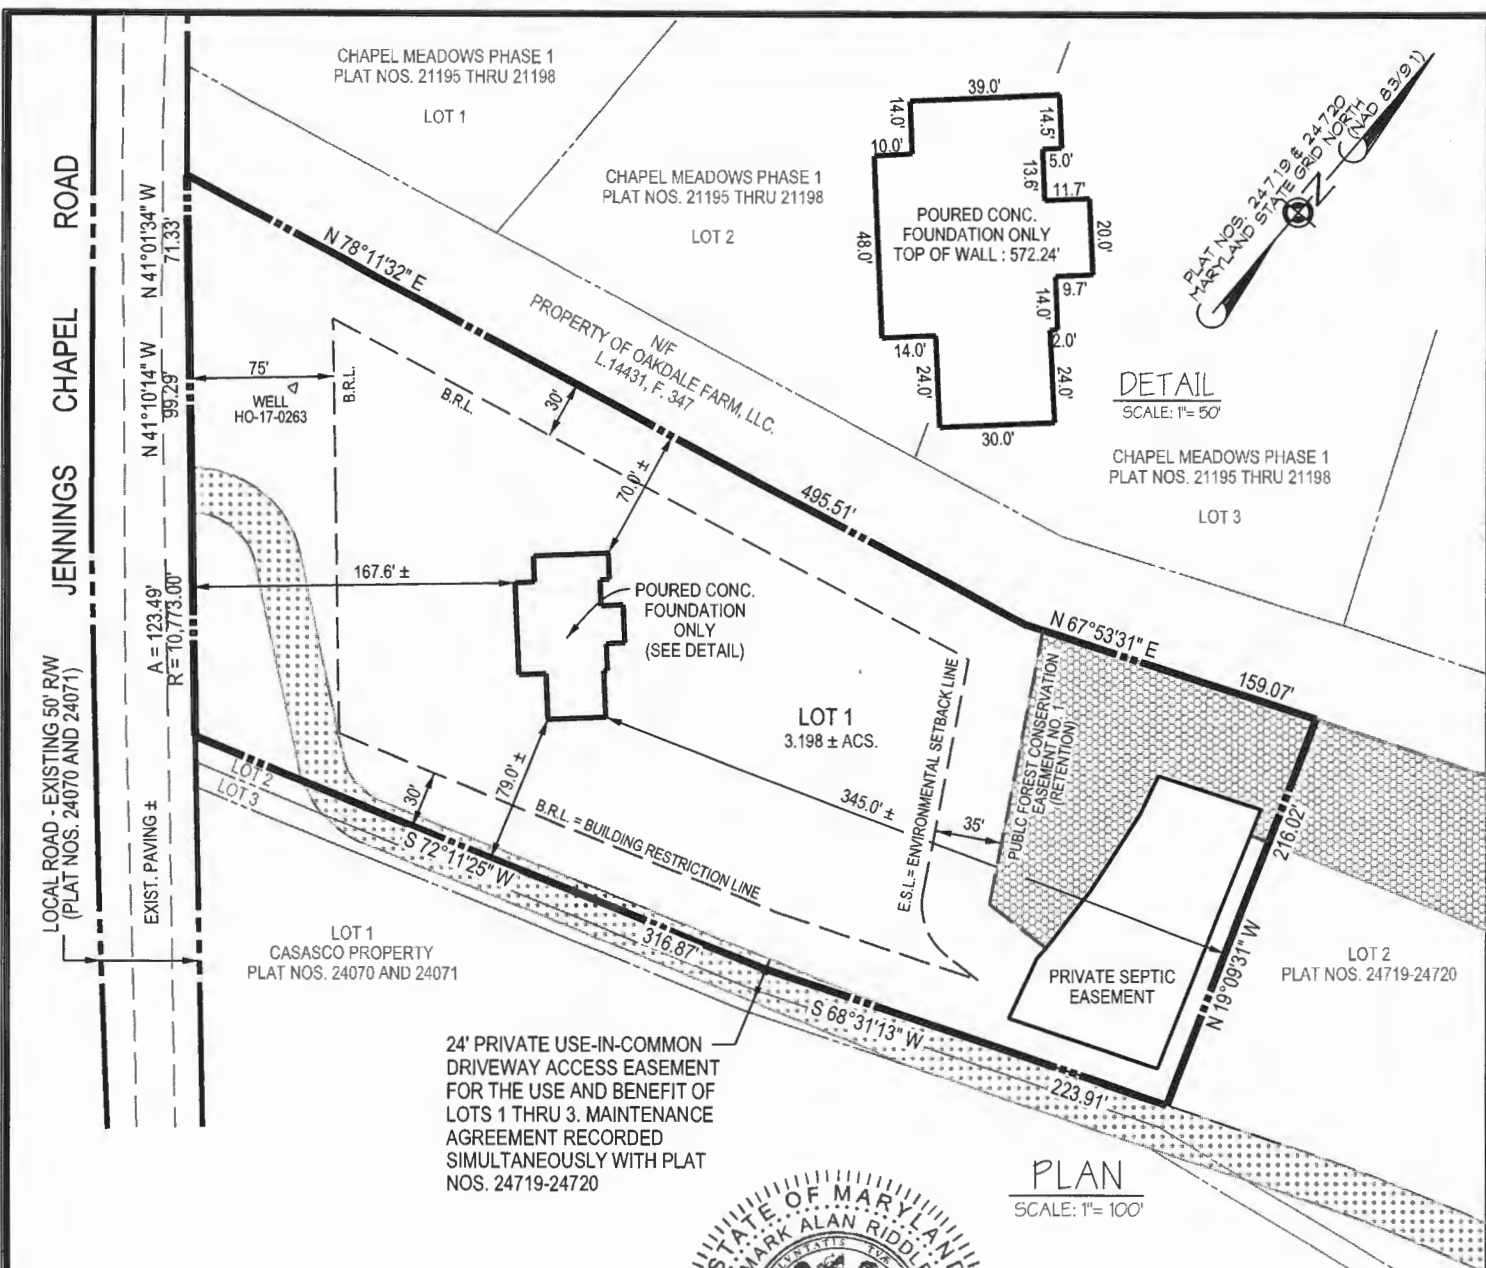 CHAPEL MEADOWS PHASE 1
PLAT NOS. 21195 THRU 21198
LOT 1
CHAPEL MEADOWS PHASE 1
PLAT NOS. 21195 THRU 21198
LOT 2
39.0'
14.0'
14.5'
10.0'
5.0'
13.6'
11.7'
POURED CONC.
FOUNDATION ONLY
TOP OF WALL : 572.24'
20.0'
48.0'
9.7'
14.0'
2.0'
14.0'
24.0'
24.0'
30.0'
DETAIL
SCALE: 1"= 50'
PLAT NOS. 24719 & 24720
MARYLAND STATE GRID NORTH
(NAD 83/91)
N
CHAPEL MEADOWS PHASE 1
PLAT NOS. 21195 THRU 21198
LOT 3
JENNINGS CHAPEL ROAD
N 41°01'34" W
71.33'
N 41°10'14" W
99.29'
A = 123.49'
R = 10,773.00'
EXIST. PAVING ±
LOCAL ROAD - EXISTING 50' R/W
(PLAT NOS. 24070 AND 24071)
N 78°11'32" E
495.51'
N/F
PROPERTY OF OAKDALE FARM, LLC.
L.14431, F. 347
75'
WELL
HO-17-0263
B.R.L.
B.R.L.
30'
70.0' ±
167.6' ±
POURED CONC.
FOUNDATION
ONLY
(SEE DETAIL)
LOT 1
3.198 ± ACS.
N 67°53'31" E
159.07'
E.S.L.= ENVIRONMENTAL SETBACK LINE
PUBLC FOREST CONSERVATION
EASEMENT NO. 1
(RETENTION)
345.0' ±
35'
216.02'
N 19°09'31" W
79.0' ±
30'
B.R.L. = BUILDING RESTRICTION LINE
LOT 2
LOT 3
S 72°11'25" W
316.87'
S 68°31'13" W
223.91'
PRIVATE SEPTIC
EASEMENT
LOT 2
PLAT NOS. 24719-24720
LOT 1
CASASCO PROPERTY
PLAT NOS. 24070 AND 24071
24' PRIVATE USE-IN-COMMON
DRIVEWAY ACCESS EASEMENT
FOR THE USE AND BENEFIT OF
LOTS 1 THRU 3. MAINTENANCE
AGREEMENT RECORDED
SIMULTANEOUSLY WITH PLAT
NOS. 24719-24720
PLAN
SCALE: 1"= 100'
STATE OF MARYLAND
MARK ALAN RIDDL